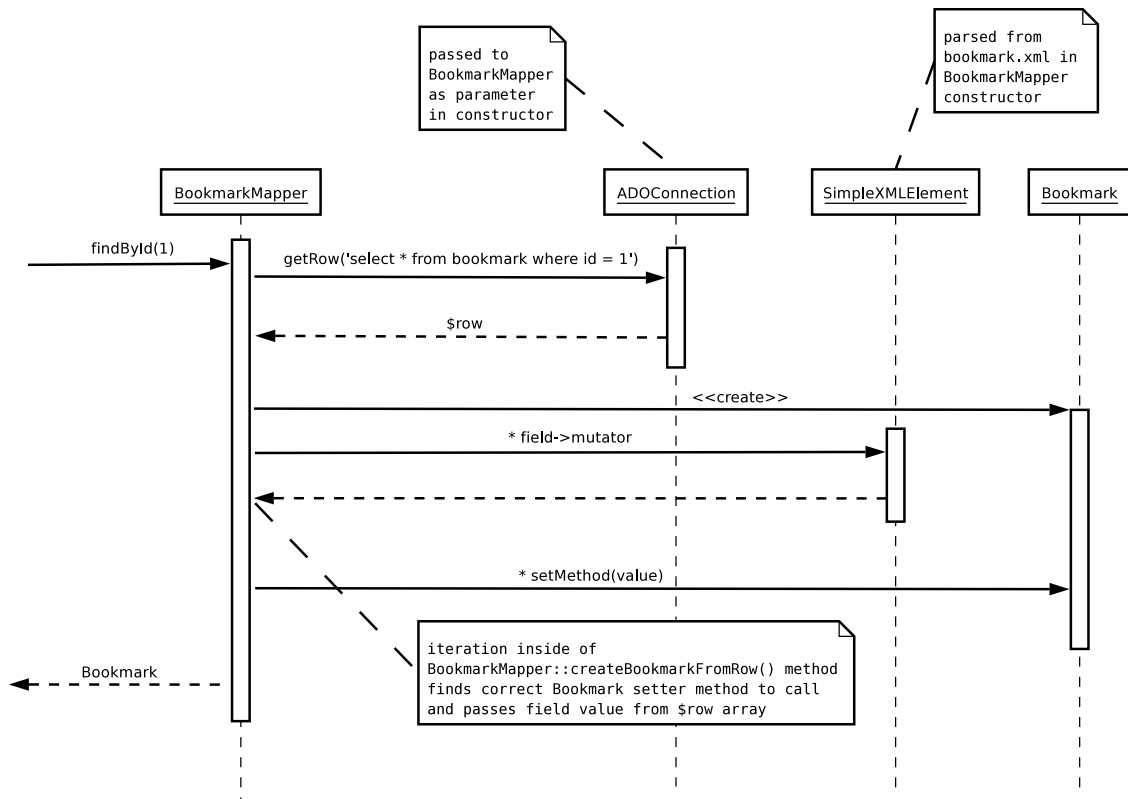 passed to
BookmarkMapper
as parameter
in constructor
parsed from
bookmark.xml in
BookmarkMapper
constructor
BookmarkMapper
ADOConnection
SimpleXMLElement
Bookmark
findById(1)
getRow('select * from bookmark where id = 1')
$row
<<create>>
* field->mutator
* setMethod(value)
iteration inside of
BookmarkMapper::createBookmarkFromRow() method
finds correct Bookmark setter method to call
and passes field value from $row array
Bookmark